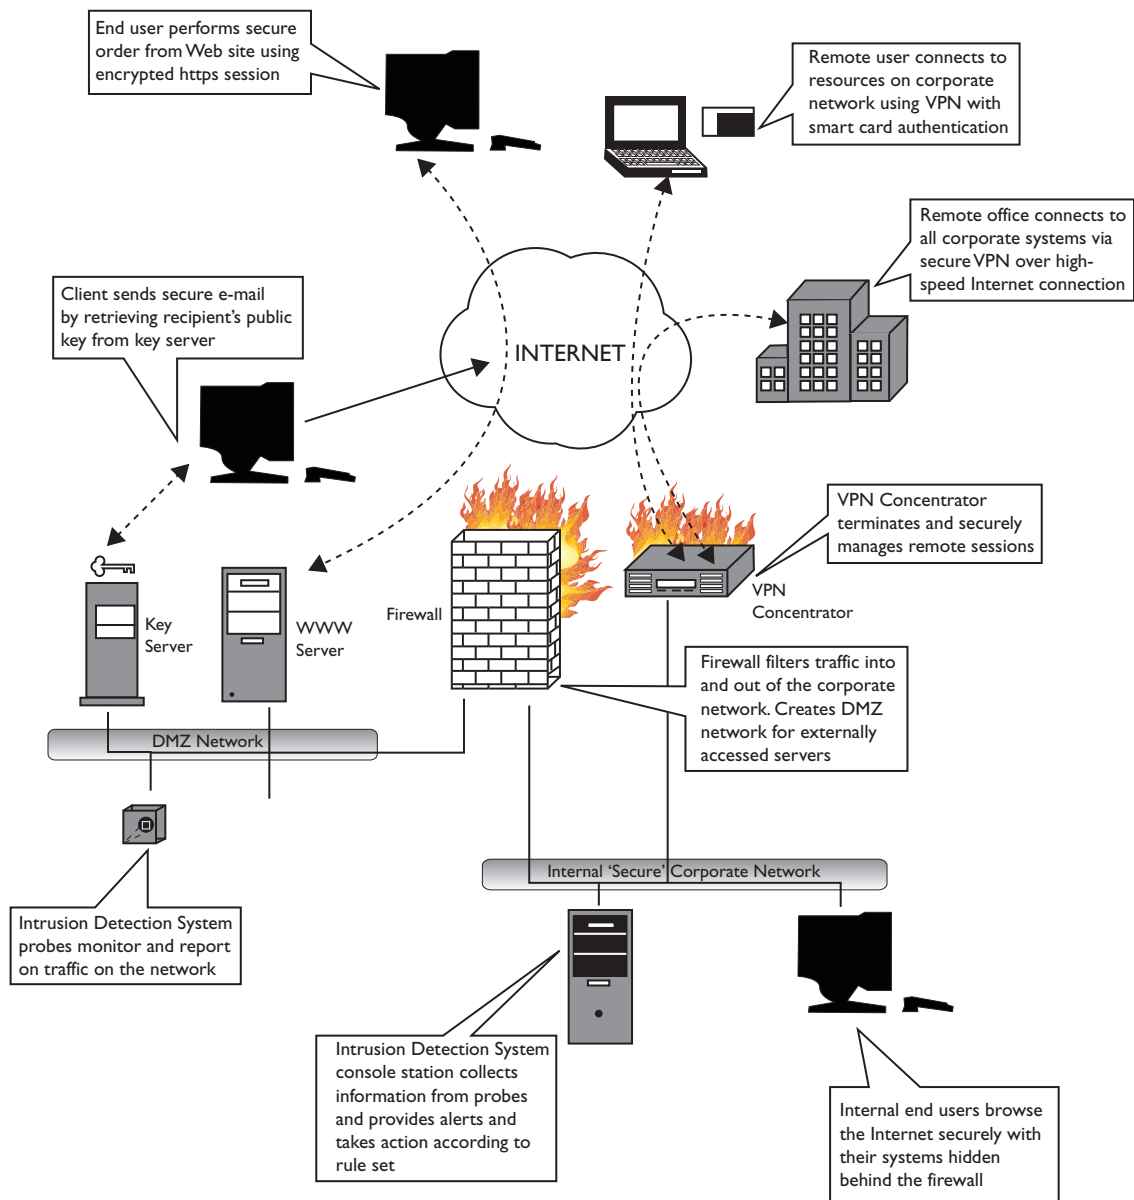 End user performs secure
order from Web site using
encrypted https session
Remote user connects to
resources on corporate
network using VPN with
smart card authentication
Remote office connects to
all corporate systems via
secure VPN over high-
speed Internet connection
Client sends secure e-mail
by retrieving recipient's public
key from key server
INTERNET
VPN Concentrator
terminates and securely
manages remote sessions
Key
Server
WWW
Server
Firewall
VPN
Concentrator
Firewall filters traffic into
and out of the corporate
network. Creates DMZ
network for externally
accessed servers
DMZ Network
Internal 'Secure' Corporate Network
Intrusion Detection System
probes monitor and report
on traffic on the network
Intrusion Detection System
console station collects
information from probes
and provides alerts and
takes action according to
rule set
Internal end users browse
the Internet securely with
their systems hidden
behind the firewall